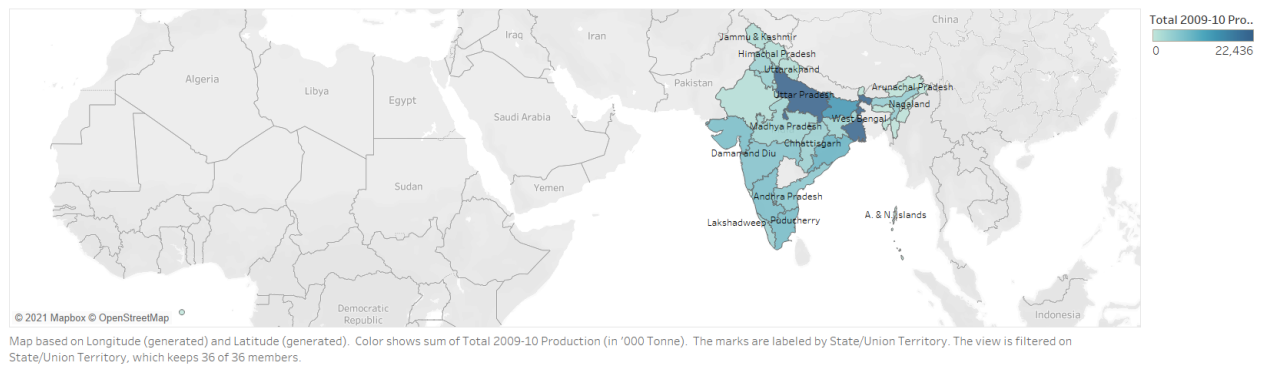 China
Total 2009-10 Pro..
Iraq
Iran
Jammu & Kashmir
0 22,436
Himachal Pradesh
Uttarakhand
Algeria
Libya
Pakistan
Arunachal Pradesh
Egypt
Uttar Pradesh
Nagaland
Saudi Arabia
West Bengal
Madhya Pradesh
Chhattisgarh
Daman and Diu
Sudan
Yemen
Andhra Pradesh
A. & N. Islands
Lakshadweep
Puducherry
Democratic
Republic
Indonesia
© 2021 Mapbox © OpenStreetMap
Map based on Longitude (generated) and Latitude (generated). Color shows sum of Total 2009-10 Production (in '000 Tonne). The marks are labeled by State/Union Territory. The view is filtered on
State/Union Territory, which keeps 36 of 36 members.